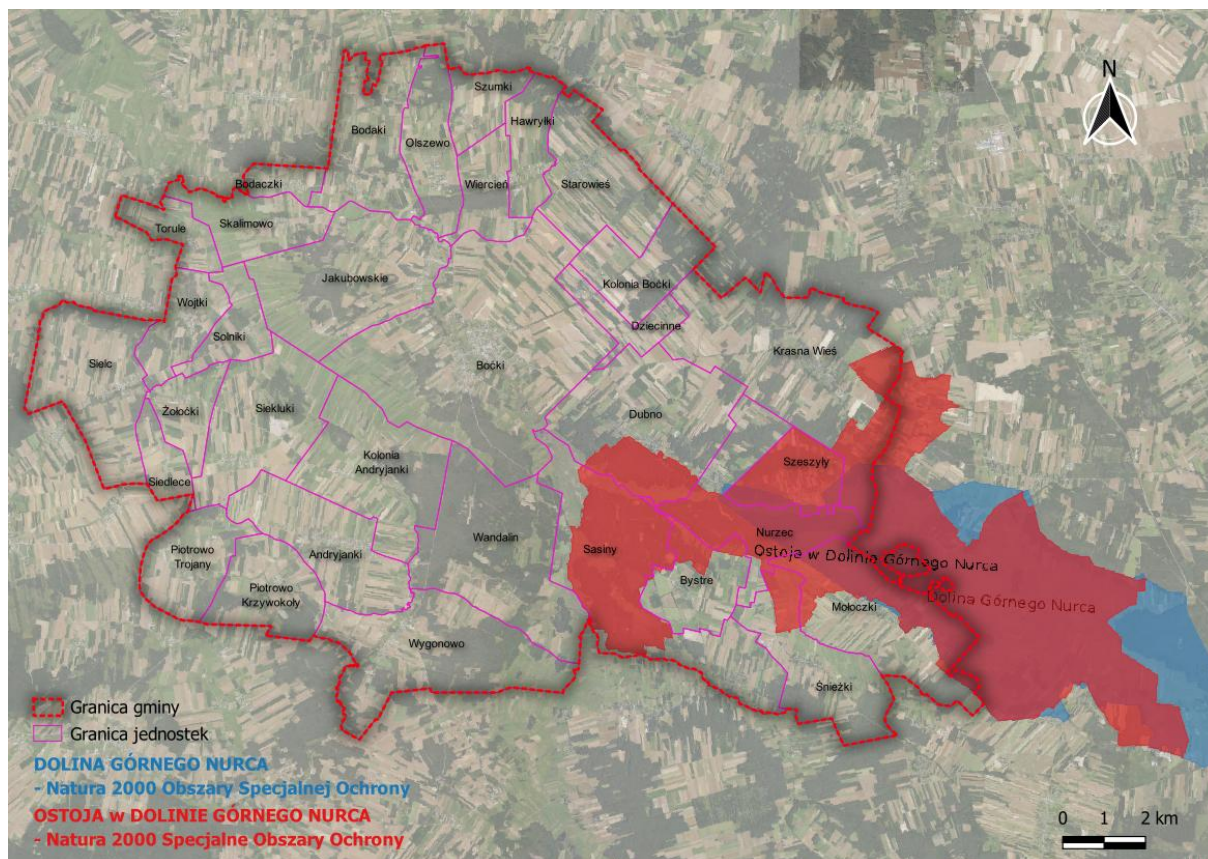 N
Szumki
Hawryłki
Bodaki
Olszewo
Wiercień
Starowieś
Bodaczki
Torule
Skalimowo
Jakubowskie
Kolonia Boćki
Wojtki
Solniki
Dziecinne
Krasna Wieś
Sielc
Boćki
Żołoćki
Siekluki
Dubno
Kolonia
Andryjanki
Szeszyły
Siedlece
Wandalin
Nurzec
Sasiny
Ostoja w Dolinie Górnego Nurca
Piotrowo
Trojany
Andryjanki
Bystre
Piotrowo
Krzywokoły
Dolina Górnego Nurca
Mołoczki
Wygonowo
Śnieżki
Granica gminy
Granica jednostek
DOLINA GÓRNEGO NURCA
- Natura 2000 Obszary Specjalnej Ochrony
OSTOJA w DOLINIE GÓRNEGO NURCA
- Natura 2000 Specjalne Obszary Ochrony
0 1 2 km